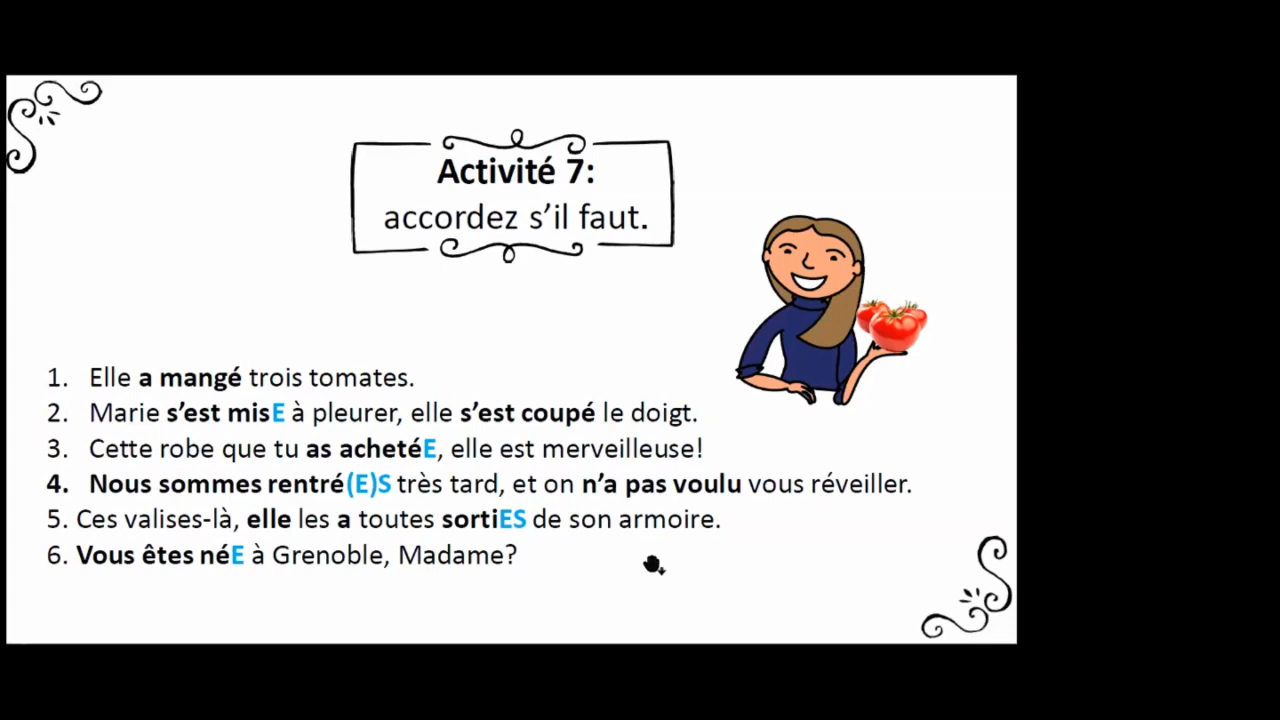 Activité 7:
accordez s’il faut.
1. Elle a mangé trois tomates.
2. Marie s’est misE à pleurer, elle s’est coupé le doigt.
3. Cette robe que tu as achetéE, elle est merveilleuse!
4. Nous sommes rentré(E)S très tard, et on n’a pas voulu vous réveiller.
5. Ces valises-là, elle les a toutes sortiES de son armoire.
6. Vous êtes néE à Grenoble, Madame?